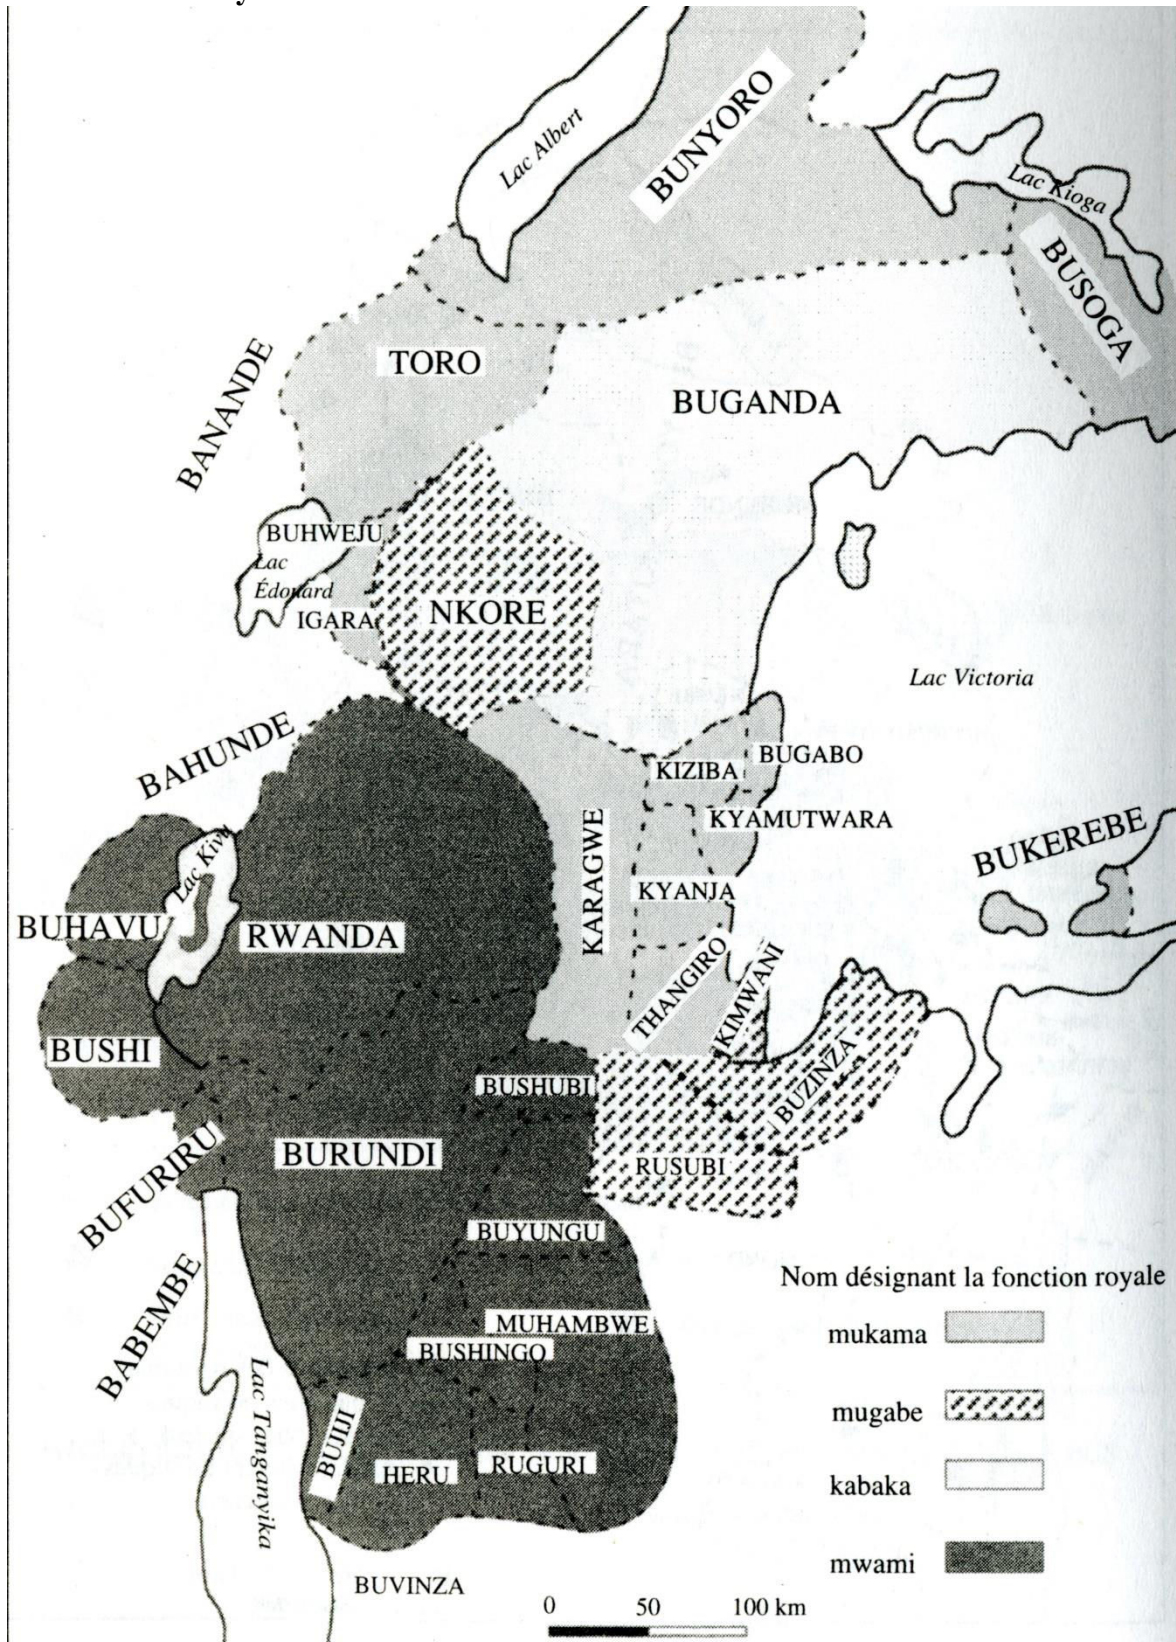 Lac Albert
BUNYORO
Lac Kioga
BUSOGA
TORO
BUGANDA
BANANDE
BUHWEJU
Lac
Édouard
IGARA
NKORE
Lac Victoria
BAHUNDE
KIZIBA
BUGABO
KARAGWE
KYAMUTWARA
BUKEREBE
Lac Kivu
KYANJA
BUHAVU
RWANDA
THANGIRO
KIMWANI
BUSHI
BUSHUBI
BUZINZA
BUFURIRU
BURUNDI
RUSUBI
BUYUNGU
BABEMBE
MUHAMBWE
BUSHINGO
Lac Tanganyika
BUJIJI
HERU
RUGURI
BUVINZA
Nom désignant la fonction royale
mukama
mugabe
kabaka
mwami
0 50 100 km